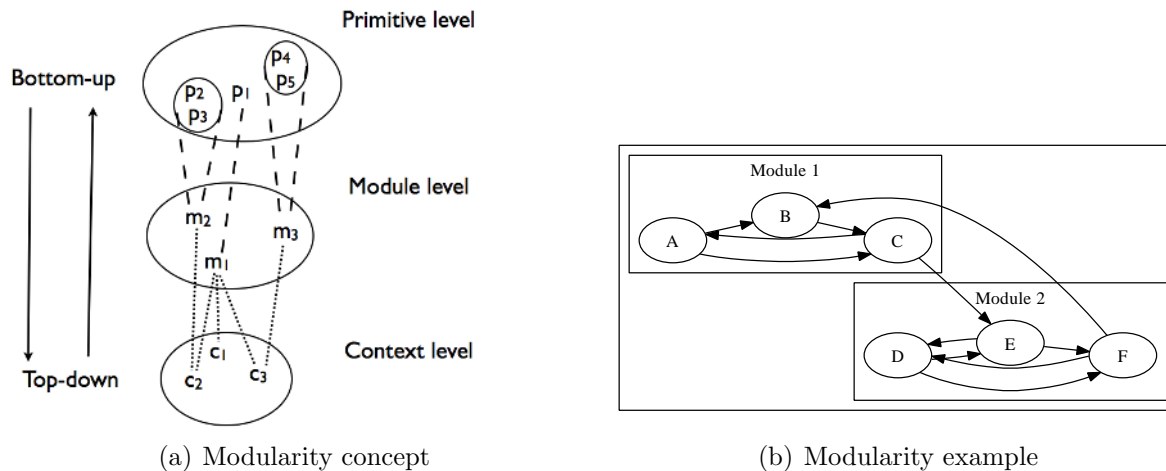 Primitive level
p4
p5
Bottom-up
p2
p1
p3
Module level
m2
m3
m1
c1
Context level
c2
c3
Top-down
(a) Modularity concept
Module 1
B
A
C
Module 2
E
D
F
(b) Modularity example